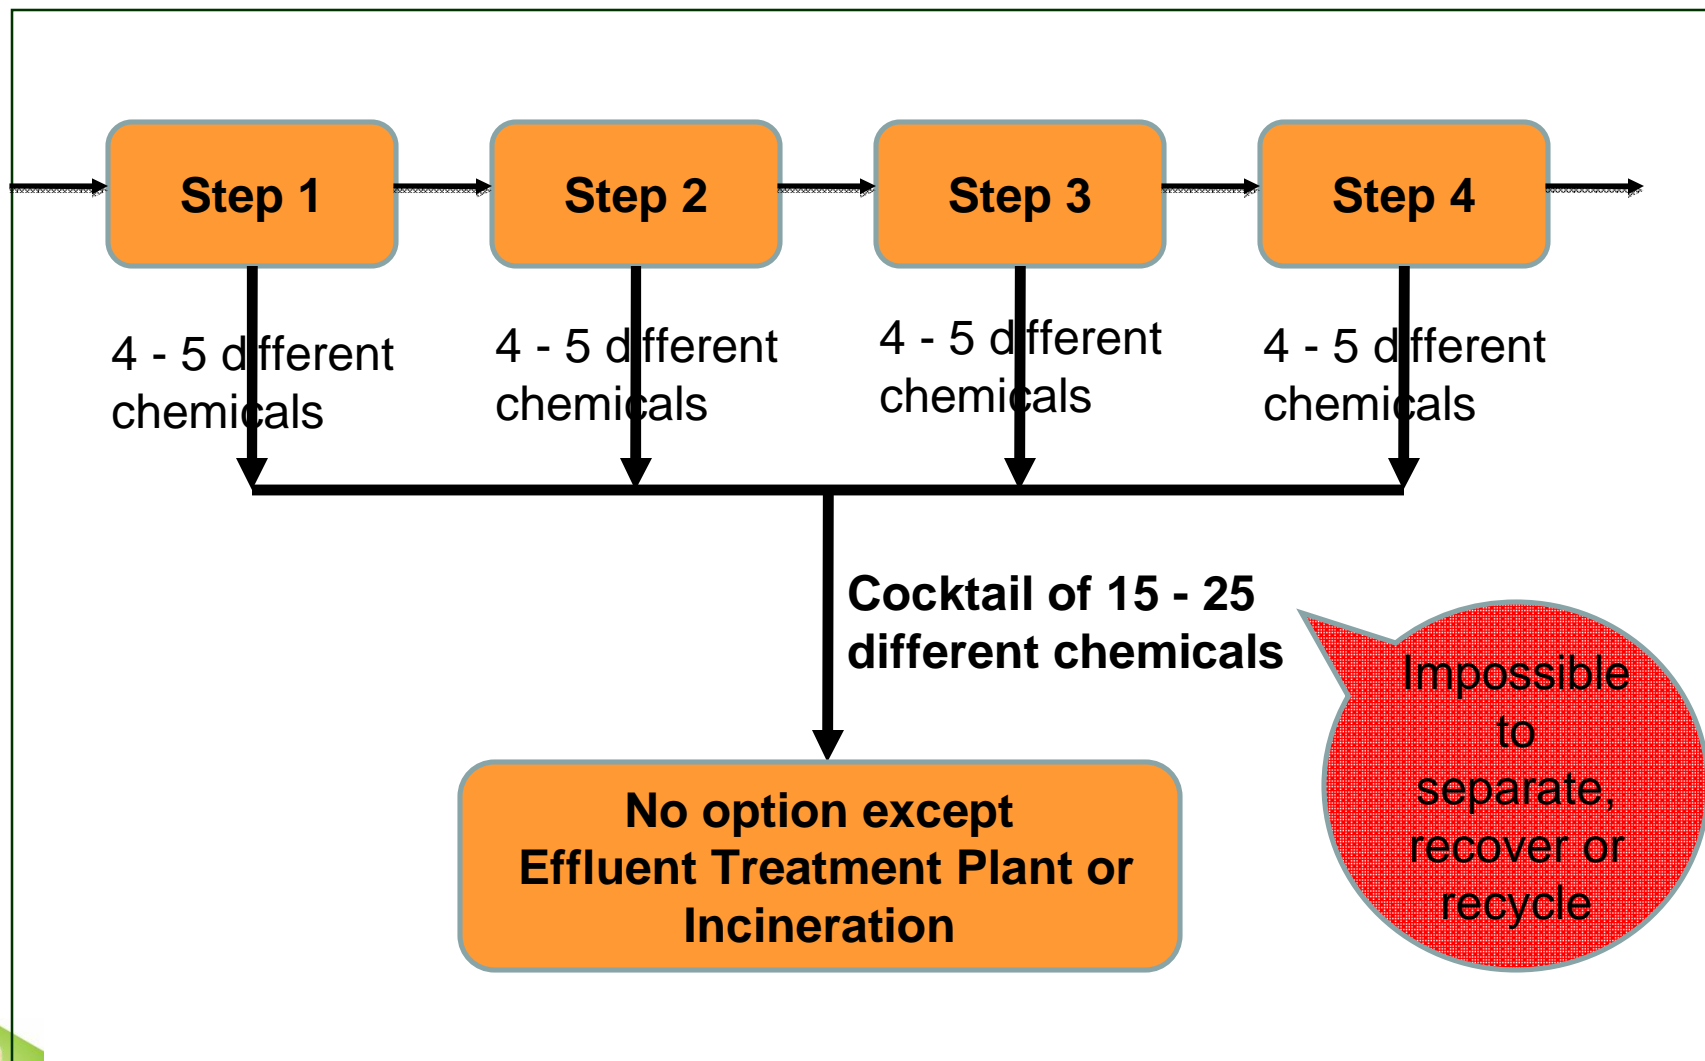 Step 1
Step 2
Step 3
Step 4
4 - 5 different
chemicals
4 - 5 different
chemicals
4 - 5 different
chemicals
4 - 5 different
chemicals
Cocktail of 15 - 25
different chemicals
Impossible
to
separate,
recover or
recycle
No option except
Effluent Treatment Plant or
Incineration